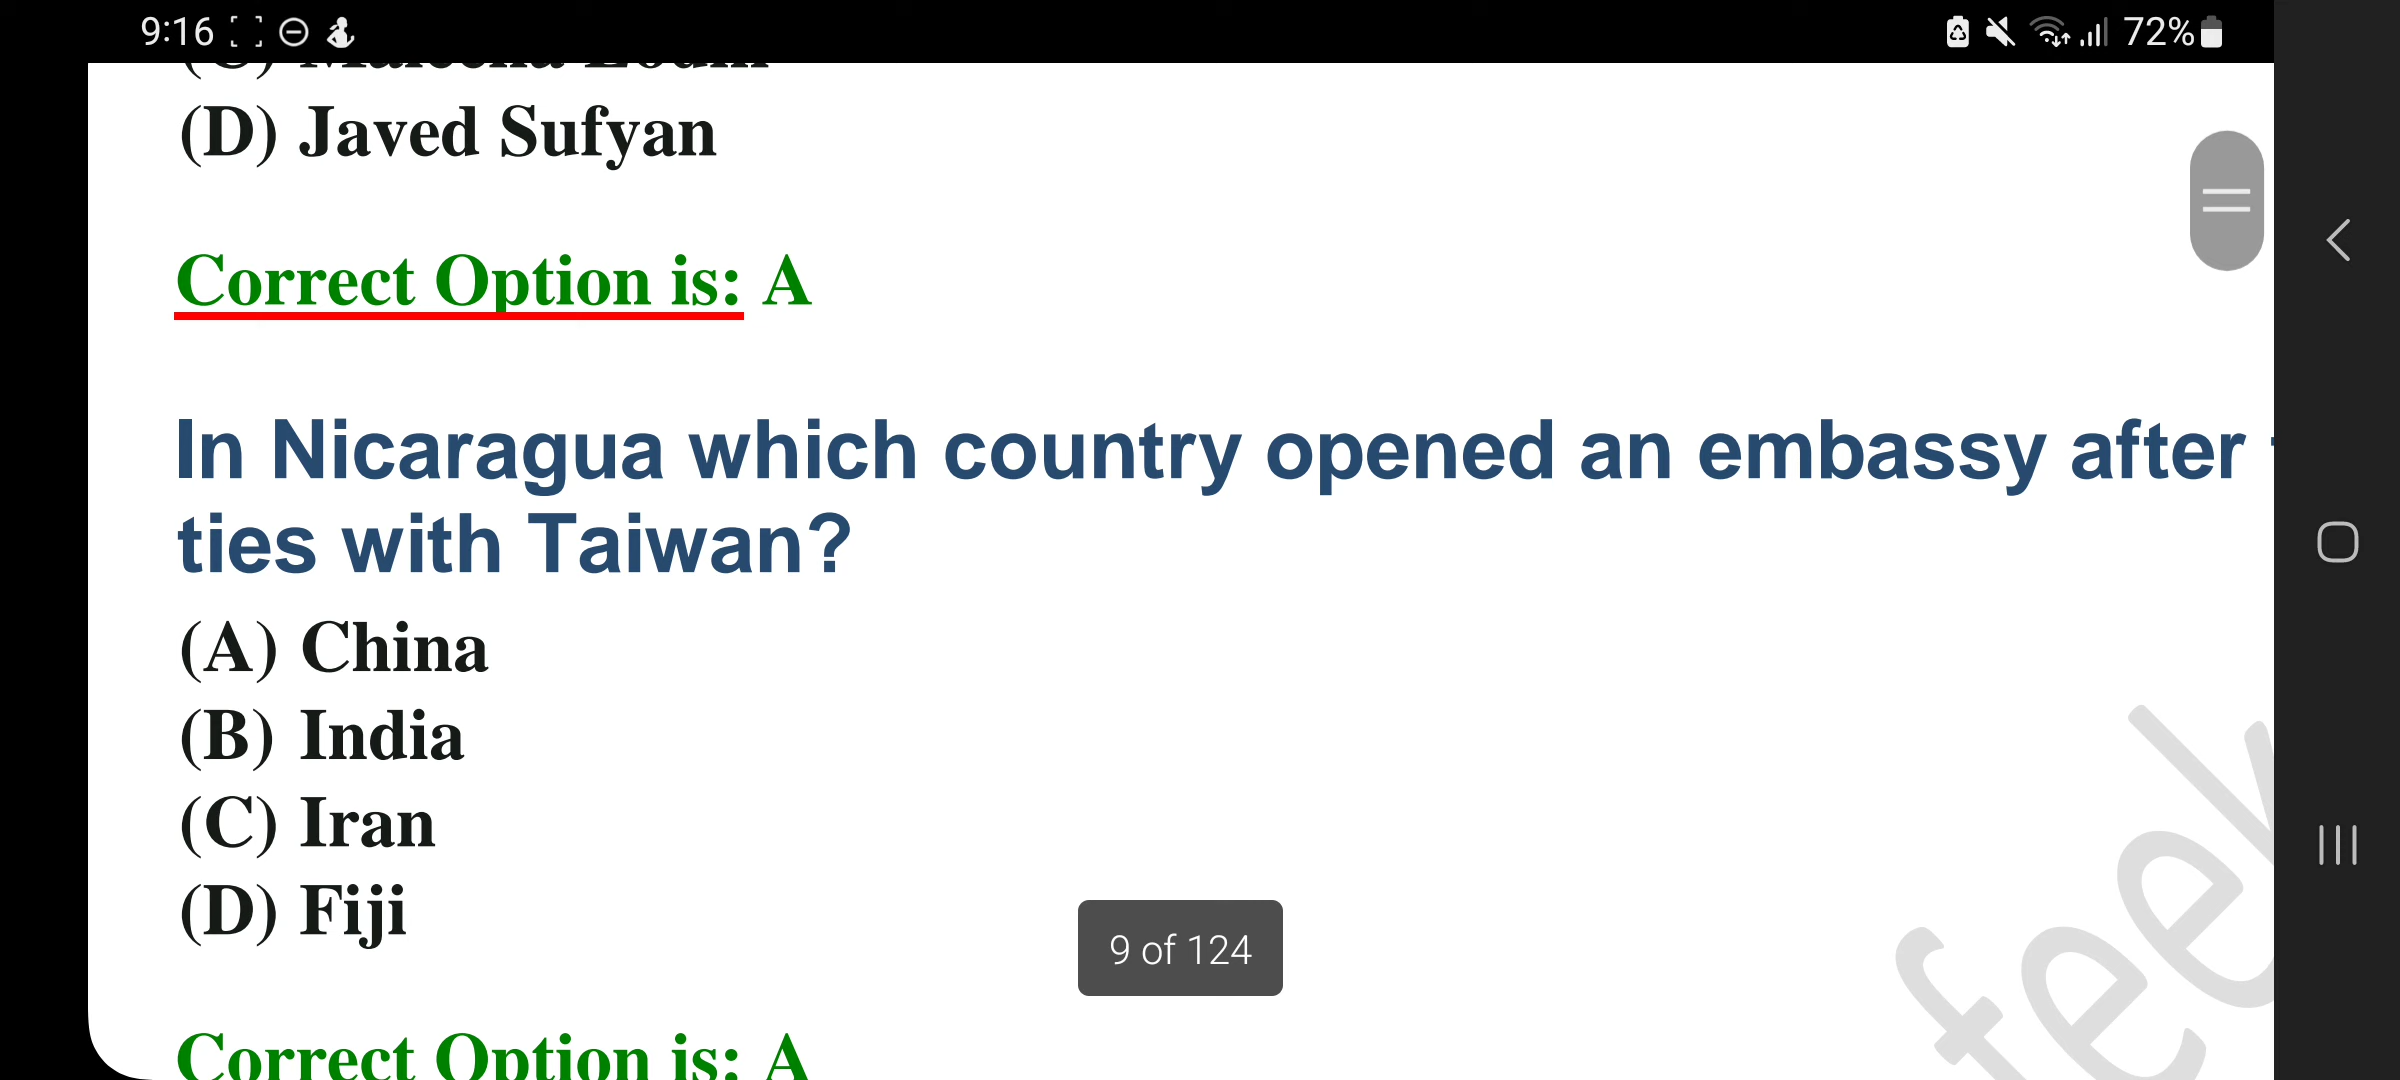 9:16
72%
(D) Javed Sufyan
Correct Option is: A
In Nicaragua which country opened an embassy after
ties with Taiwan?
(A) China
(B) India
(C) Iran
(D) Fiji
9 of 124
Correct Option is: A